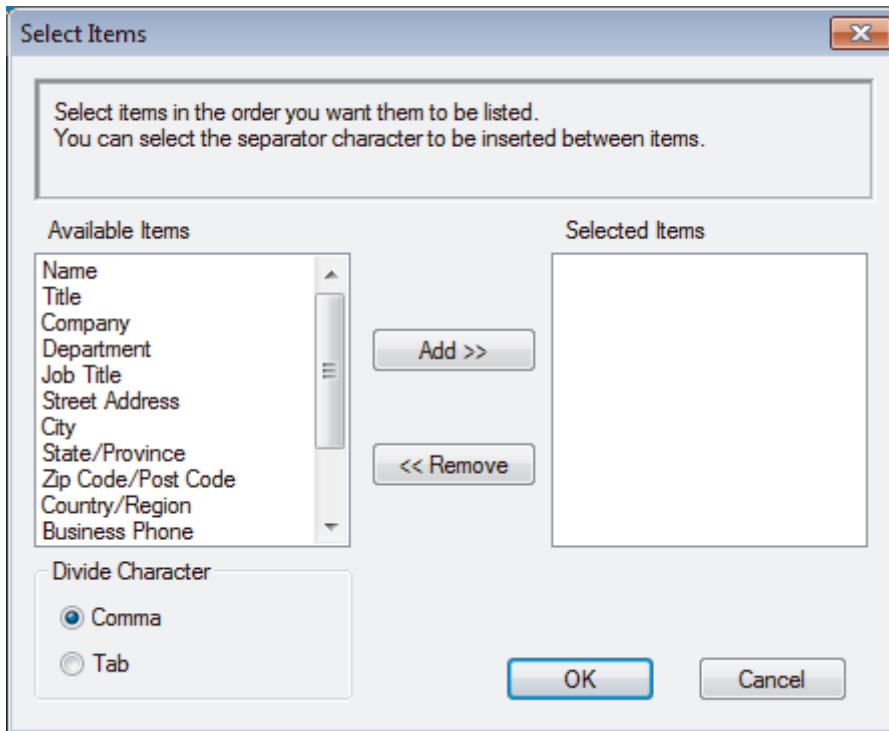 Select Items
Select items in the order you want them to be listed.
You can select the separator character to be inserted between items.
Available Items
Selected Items
Name
Title
Company
Department
Job Title
Street Address
City
State/Province
Zip Code/Post Code
Country/Region
Business Phone
Add >>
<< Remove
Divide Character
Comma
Tab
OK
Cancel